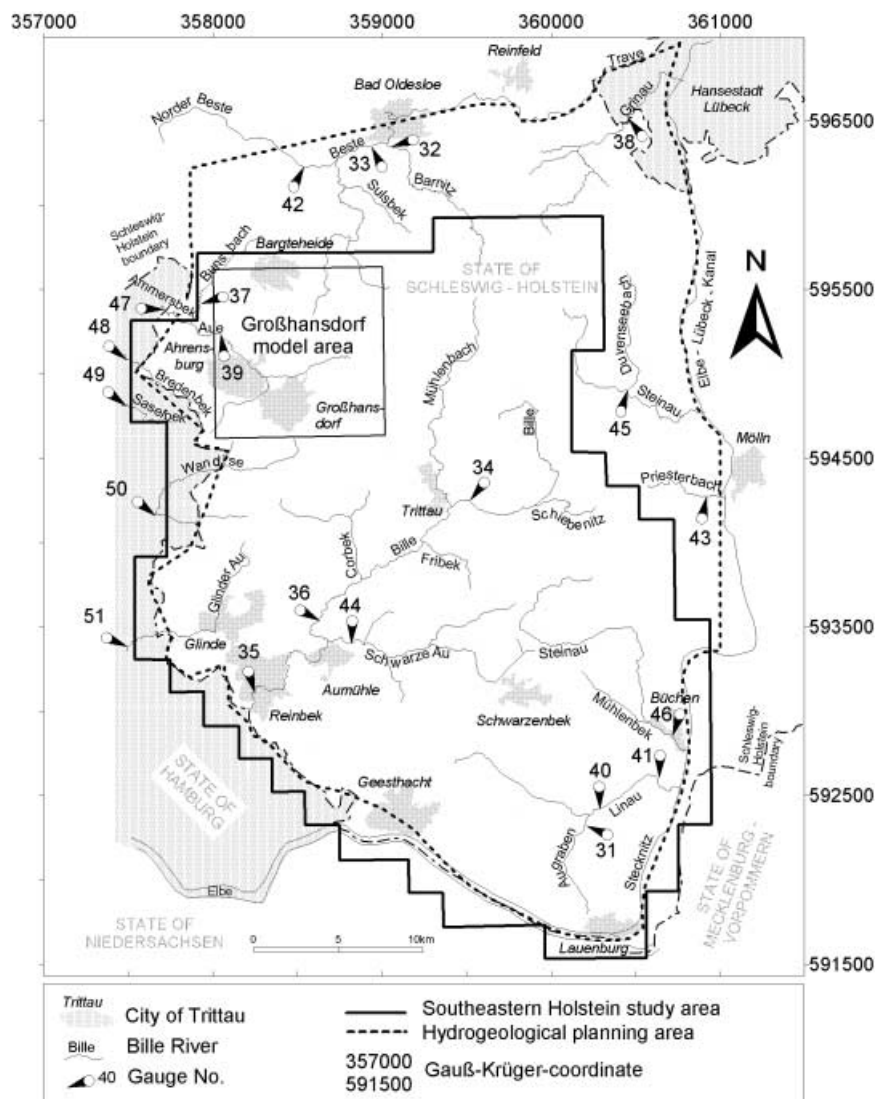 357000
358000
359000
360000
361000
Reinfeld
Trave
Bad Oldesloe
Grinau
Hansestadt
Lübeck
Norder Beste
596500
Beste
32
38
33
Barnitz
42
Sulsbek
Schleswig-
Holstein
boundary
Bunsbach
Bargteheide
STATE OF
SCHLESWIG - HOLSTEIN
Elbe - Lübeck - Kanal
N
595500
47
Ammersbek
37
48
Aue
Großhansdorf
model area
Ahrens-
burg
39
Duvenseebach
Mühlenbach
49
Bredenbek
Saselbek
Großhans-
dorf
Steinau
45
Bille
Mölln
Wandse
34
594500
Priesterbach
50
Trittau
Schiebenitz
43
Corbek
Bille
Fribek
Glinder Au
36
44
51
593500
Glinde
35
Schwarze Au
Steinau
Aumühle
Reinbek
Schwarzenbek
Mühlenbek
Büchen
46
Schleswig-
Holstein
boundary
41
STATE OF
HAMBURG
Geesthacht
40
592500
Linau
31
Augraben
Stecknitz
STATE OF
MECKLENBURG-
VORPOMMERN
Elbe
STATE OF
NIEDERSACHSEN
0
5
10km
Lauenburg
591500
Trittau
City of Trittau
Southeastern Holstein study area
Hydrogeological planning area
Bille
Bille River
357000
591500
Gauß-Krüger-coordinate
40
Gauge No.